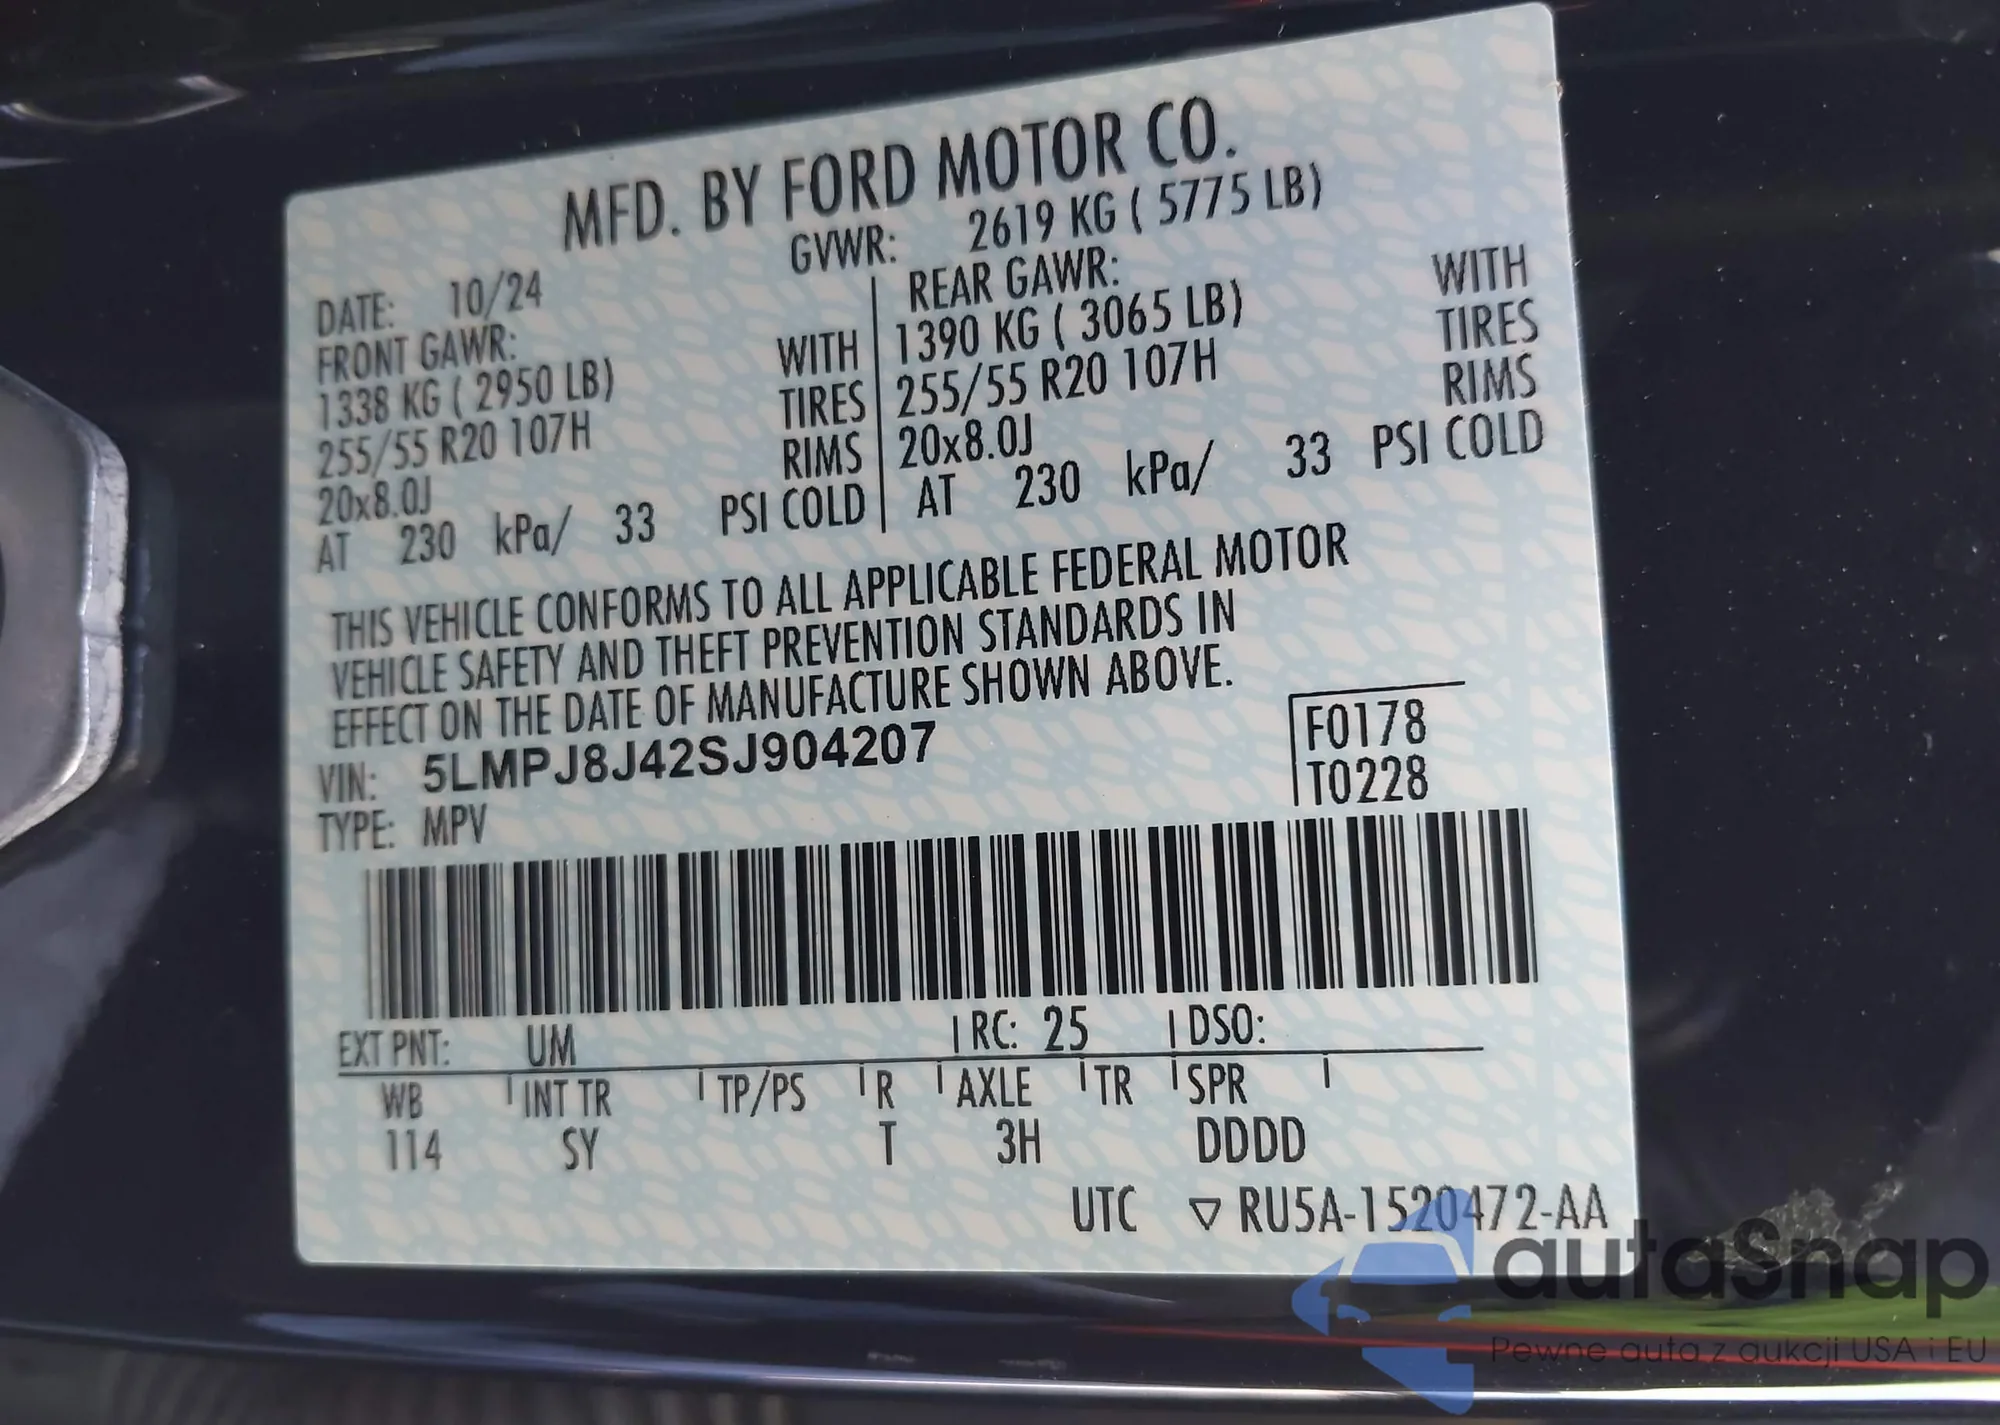 MFD. BY FORD MOTOR CO.
GVWR: 2619 KG ( 5775 LB)
DATE: 10/24
FRONT GAWR:
1338 KG ( 2950 LB) WITH
255/55 R20 107H TIRES
20x8.0J RIMS
AT 230 kPa/ 33 PSI COLD
REAR GAWR:
1390 KG ( 3065 LB) WITH
255/55 R20 107H TIRES
20x8.0J RIMS
AT 230 kPa/ 33 PSI COLD
THIS VEHICLE CONFORMS TO ALL APPLICABLE FEDERAL MOTOR
VEHICLE SAFETY AND THEFT PREVENTION STANDARDS IN
EFFECT ON THE DATE OF MANUFACTURE SHOWN ABOVE.
VIN: 5LMPJ8J42SJ904207
TYPE: MPV
F0178
T0228
EXT PNT: UM RC: 25 DSO:
WB INT TR TP/PS R AXLE TR SPR
114 SY T 3H DDDD
UTC ▽ RU5A-1520472-AA
autaSnap
Pewne auta z aukcji USA i EU